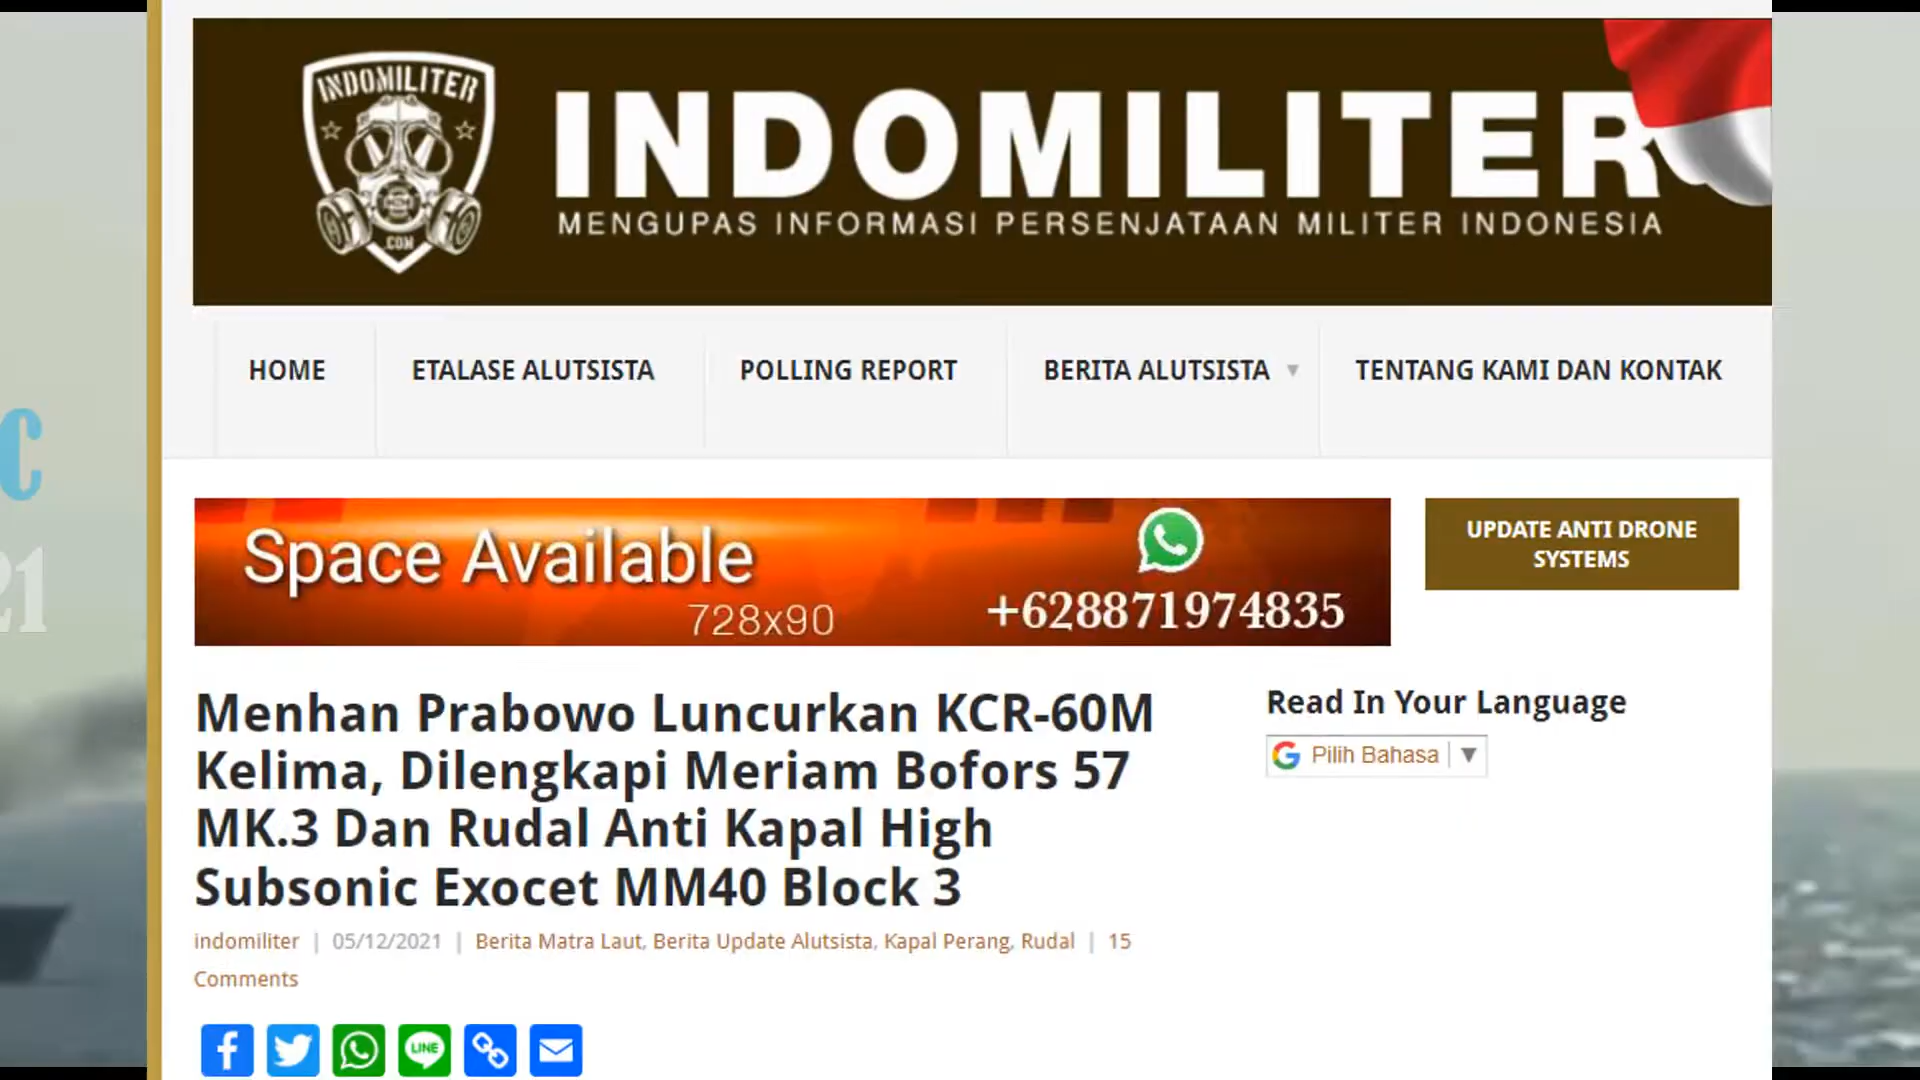 INDOMILITER
.COM
INDOMILITER
MENGUPAS INFORMASI PERSENJATAAN MILITER INDONESIA
HOME
ETALASE ALUTSISTA
POLLING REPORT
BERITA ALUTSISTA ▼
TENTANG KAMI DAN KONTAK
C
21
Space Available
728x90
+628871974835
UPDATE ANTI DRONE
SYSTEMS
Menhan Prabowo Luncurkan KCR-60M
Kelima, Dilengkapi Meriam Bofors 57
MK.3 Dan Rudal Anti Kapal High
Subsonic Exocet MM40 Block 3
indomiliter | 05/12/2021 | Berita Matra Laut, Berita Update Alutsista, Kapal Perang, Rudal | 15
Comments
Read In Your Language
G Pilih Bahasa | ▼
LINE